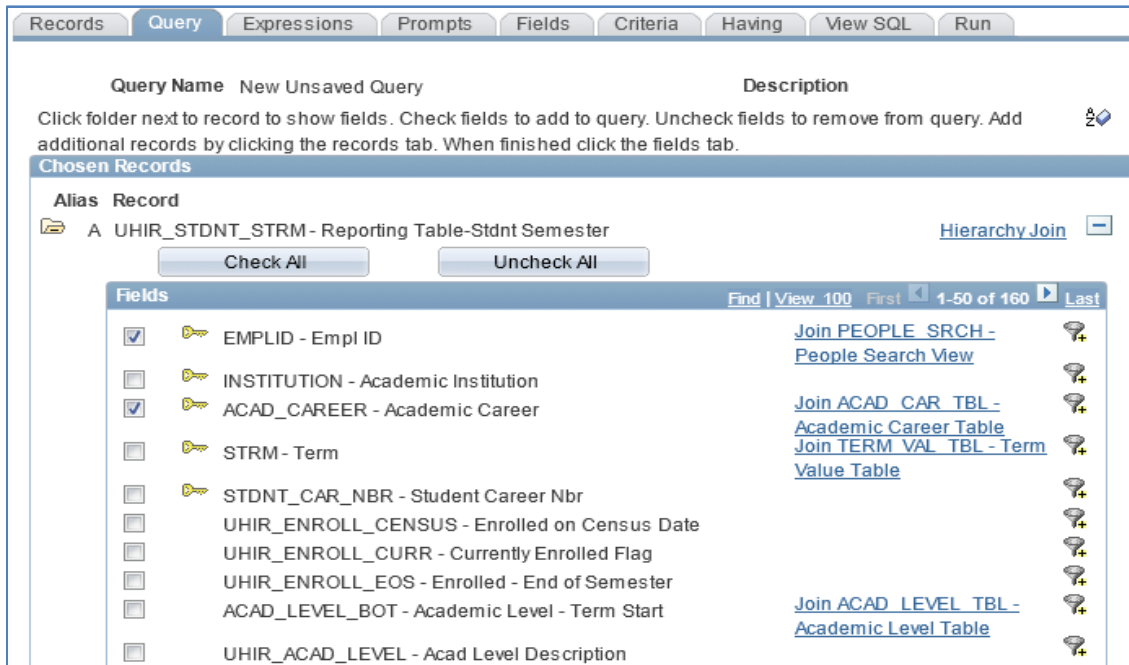 Records Query Expressions Prompts Fields Criteria Having View SQL Run
Query Name New Unsaved Query Description
Click folder next to record to show fields. Check fields to add to query. Uncheck fields to remove from query. Add
additional records by clicking the records tab. When finished click the fields tab.
Chosen Records
Alias Record
A UHIR_STDNT_STRM - Reporting Table-Stdnt Semester Hierarchy Join
Check All Uncheck All
Fields Find | View 100 First 1-50 of 160 Last
EMPLID - Empl ID Join PEOPLE_SRCH -
People Search View
INSTITUTION - Academic Institution
ACAD_CAREER - Academic Career Join ACAD_CAR_TBL -
Academic Career Table
STRM - Term Join TERM_VAL_TBL - Term
Value Table
STDNT_CAR_NBR - Student Career Nbr
UHIR_ENROLL_CENSUS - Enrolled on Census Date
UHIR_ENROLL_CURR - Currently Enrolled Flag
UHIR_ENROLL_EOS - Enrolled - End of Semester
ACAD_LEVEL_BOT - Academic Level - Term Start Join ACAD_LEVEL_TBL -
Academic Level Table
UHIR_ACAD_LEVEL - Acad Level Description